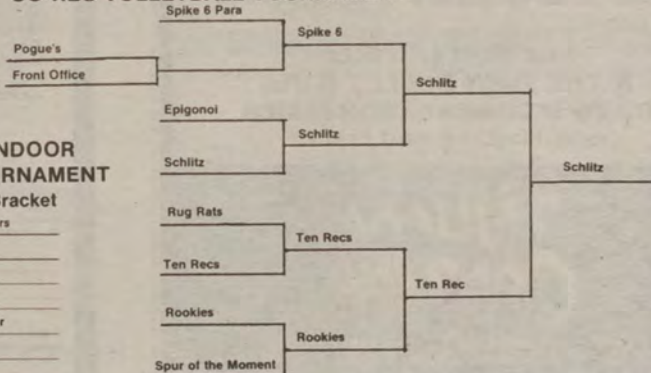 Spike 6 Para
Spike 6
Pogue's
Front Office
Schlitz
Epigonoi
Schlitz
Schlitz
Schlitz
Rug Rats
Ten Recs
Ten Recs
Ten Rec
Rookies
Rookies
Spur of the Moment
NDOOR
RNAMENT
racket
rs
r